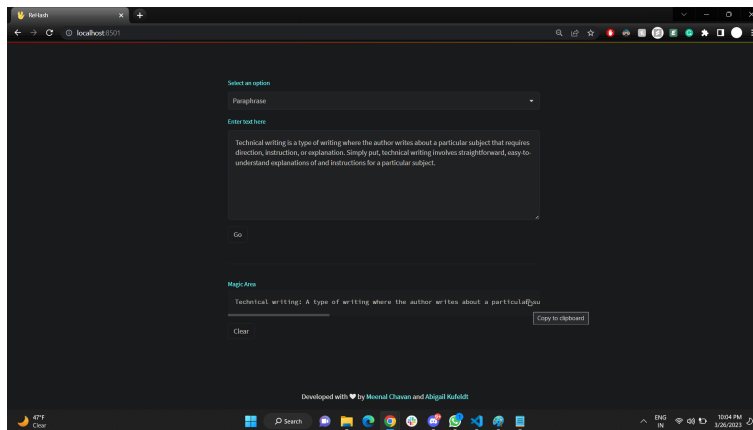 ReHash
localhost:8501
Select an option
Paraphrase
Enter text here
Technical writing is a type of writing where the author writes about a particular subject that requires
direction, instruction, or explanation. Simply put, technical writing involves straightforward, easy-to-
understand explanations of and instructions for a particular subject.
Go
Magic Area
Technical writing: A type of writing where the author writes about a particular au
Copy to clipboard
Clear
Developed with ❤ by Meenal Chavan and Abigail Kufeldt
47°F
Clear
Search
ENG
IN
10:04 PM
3/26/2023